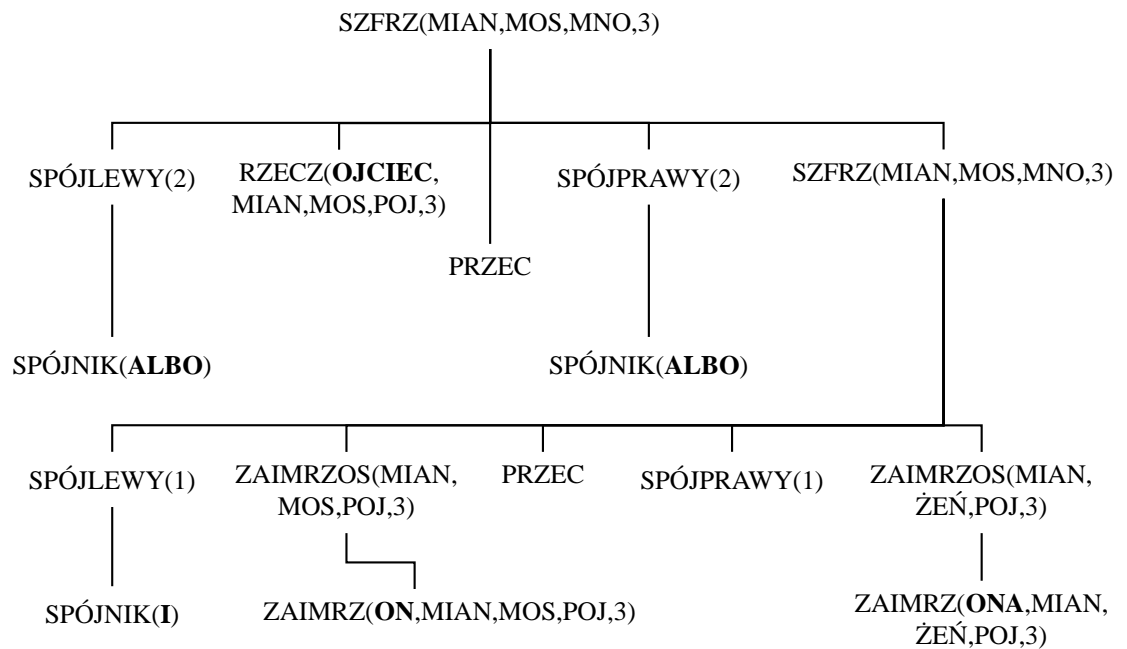 SZFRZ(MIAN,MOS,MNO,3)
SPÓJLEWY(2)
RZECZ(OJCIEC,
MIAN,MOS,POJ,3)
PRZEC
SPÓJPRAWY(2)
SZFRZ(MIAN,MOS,MNO,3)
SPÓJNIK(ALBO)
SPÓJNIK(ALBO)
SPÓJLEWY(1)
ZAIMRZOS(MIAN,
MOS,POJ,3)
PRZEC
SPÓJPRAWY(1)
ZAIMRZOS(MIAN,
ŻEŃ,POJ,3)
SPÓJNIK(I)
ZAIMRZ(ON,MIAN,MOS,POJ,3)
ZAIMRZ(ONA,MIAN,
ŻEŃ,POJ,3)